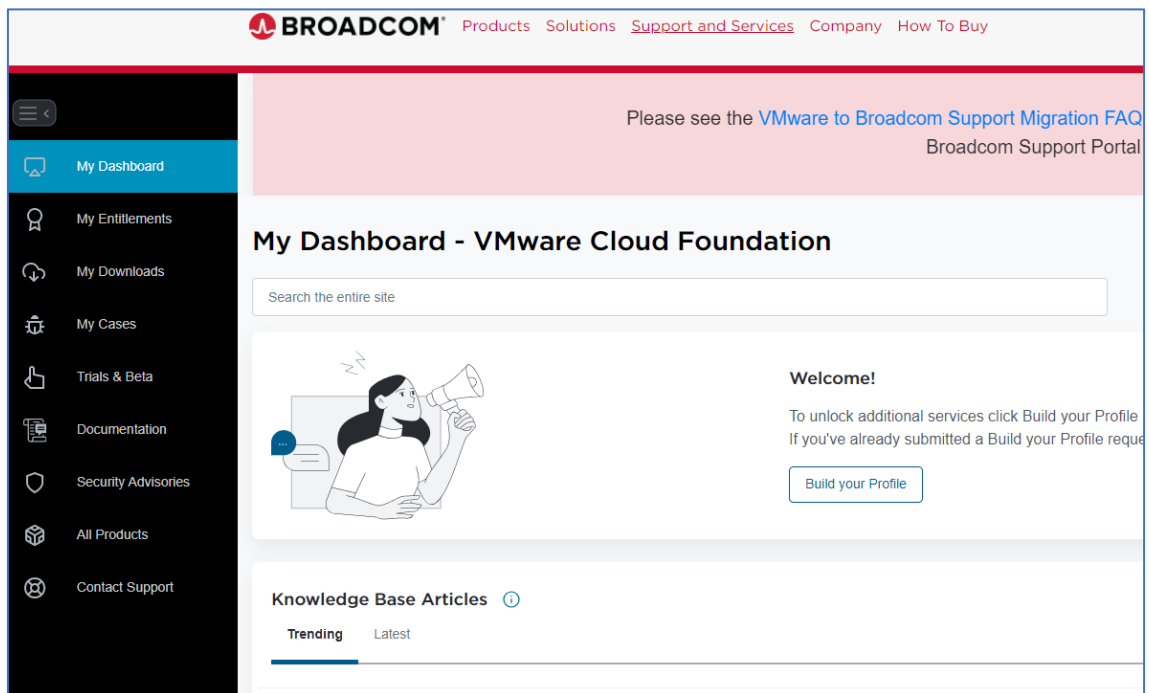 BROADCOM® Products Solutions Support and Services Company How To Buy
Please see the VMware to Broadcom Support Migration FAQ
Broadcom Support Portal
My Dashboard
My Entitlements
My Downloads
My Cases
Trials & Beta
Documentation
Security Advisories
All Products
Contact Support
My Dashboard - VMware Cloud Foundation
Search the entire site
Welcome!
To unlock additional services click Build your Profile
If you've already submitted a Build your Profile reque
Build your Profile
Knowledge Base Articles
Trending Latest